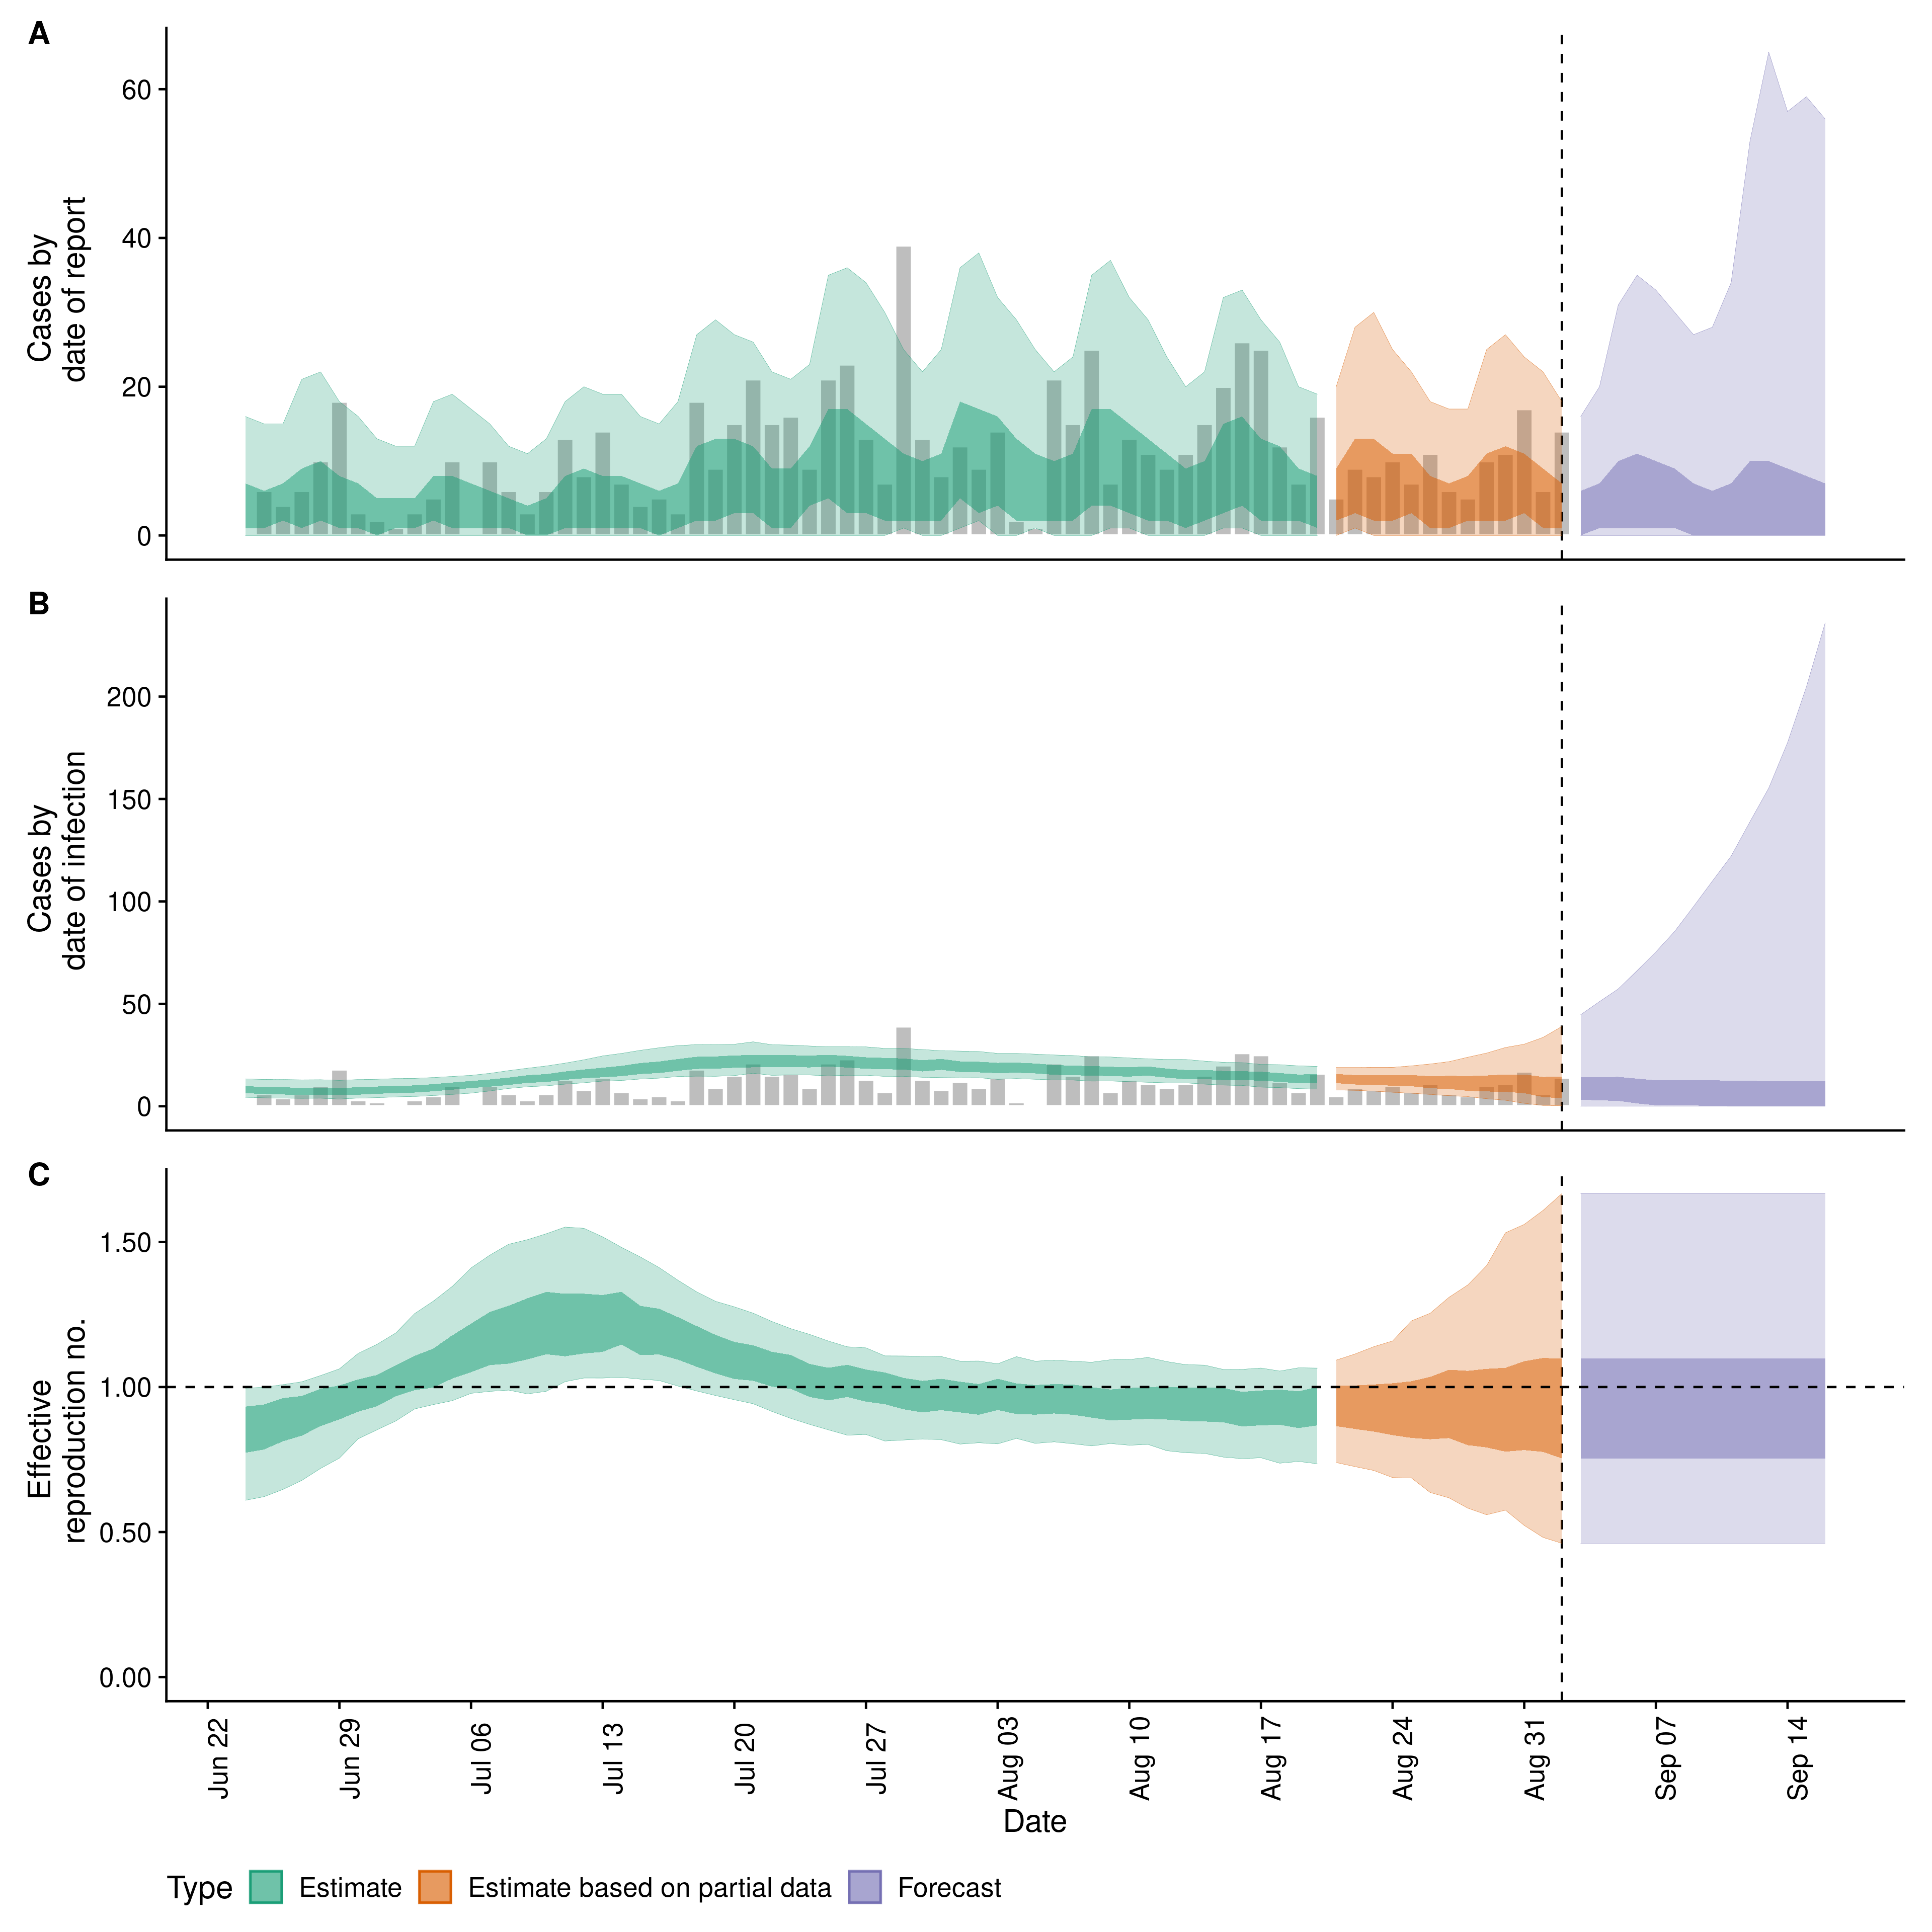 A
60
40
20
0
Cases by
date of report
B
200
150
100
50
0
Cases by
date of infection
C
1.50
1.00
0.50
0.00
Effective
reproduction no.
Jun 22
Jun 29
Jul 06
Jul 13
Jul 20
Jul 27
Aug 03
Aug 10
Aug 17
Aug 24
Aug 31
Sep 07
Sep 14
Date
Type Estimate Estimate based on partial data Forecast